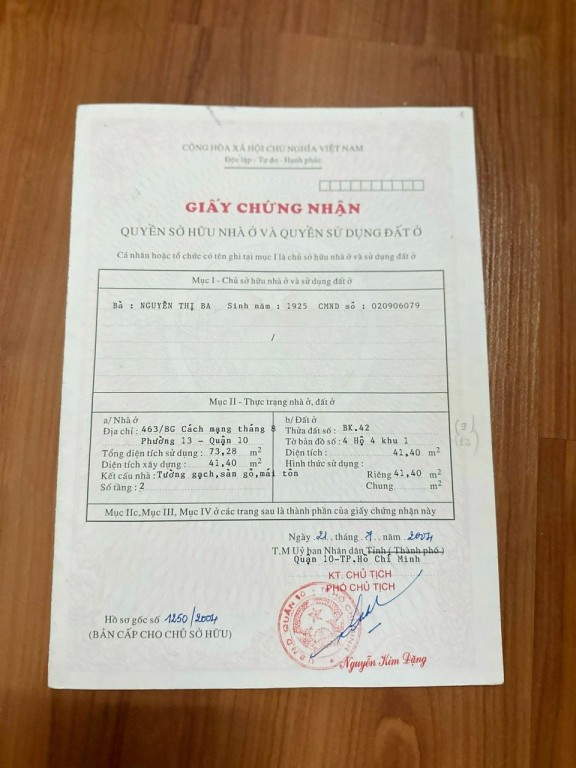 CỘNG HÒA XÃ HỘI CHỦ NGHĨA VIỆT NAM
Độc lập - Tự do - Hạnh phúc
GIẤY CHỨNG NHẬN
QUYỀN SỞ HỮU NHÀ Ở VÀ QUYỀN SỬ DỤNG ĐẤT Ở
Cá nhân hoặc tổ chức có tên ghi tại mục I là chủ sở hữu nhà ở và sử dụng đất ở
Mục I - Chủ sở hữu nhà ở và sử dụng đất ở
Bà : NGUYỄN THỊ BA Sinh năm : 1925 CMND số : 020906079
/
Mục II - Thực trạng nhà ở, đất ở
a/ Nhà ở
Địa chỉ : 463/8G Cách mạng tháng 8
Phường 13 - Quận 10
Tổng diện tích sử dụng : 73,28 m²
Diện tích xây dựng : 41,40 m²
Kết cấu nhà : Tường gạch,sàn gỗ,mái tôn
Số tầng : 2
b/ Đất ở
Thửa đất số : BK.42
Tờ bản đồ số : 4 Hộ 4 khu 1
Diện tích : 41,40 m²
Hình thức sử dụng :
Riêng 41,40 m²
Chung m²
Mục IIc, Mục III, Mục IV ở các trang sau là thành phần của giấy chứng nhận này
Ngày 21 . tháng . 7 . năm . 2004
T.M Uỷ ban Nhân dân Tỉnh ( Thành phố )
Quận 10-TP.Hồ Chí Minh
KT. CHỦ TỊCH
PHÓ CHỦ TỊCH
Hồ sơ gốc số 1250/2004
(BẢN CẤP CHO CHỦ SỞ HỮU)
Nguyễn Kim Đặng